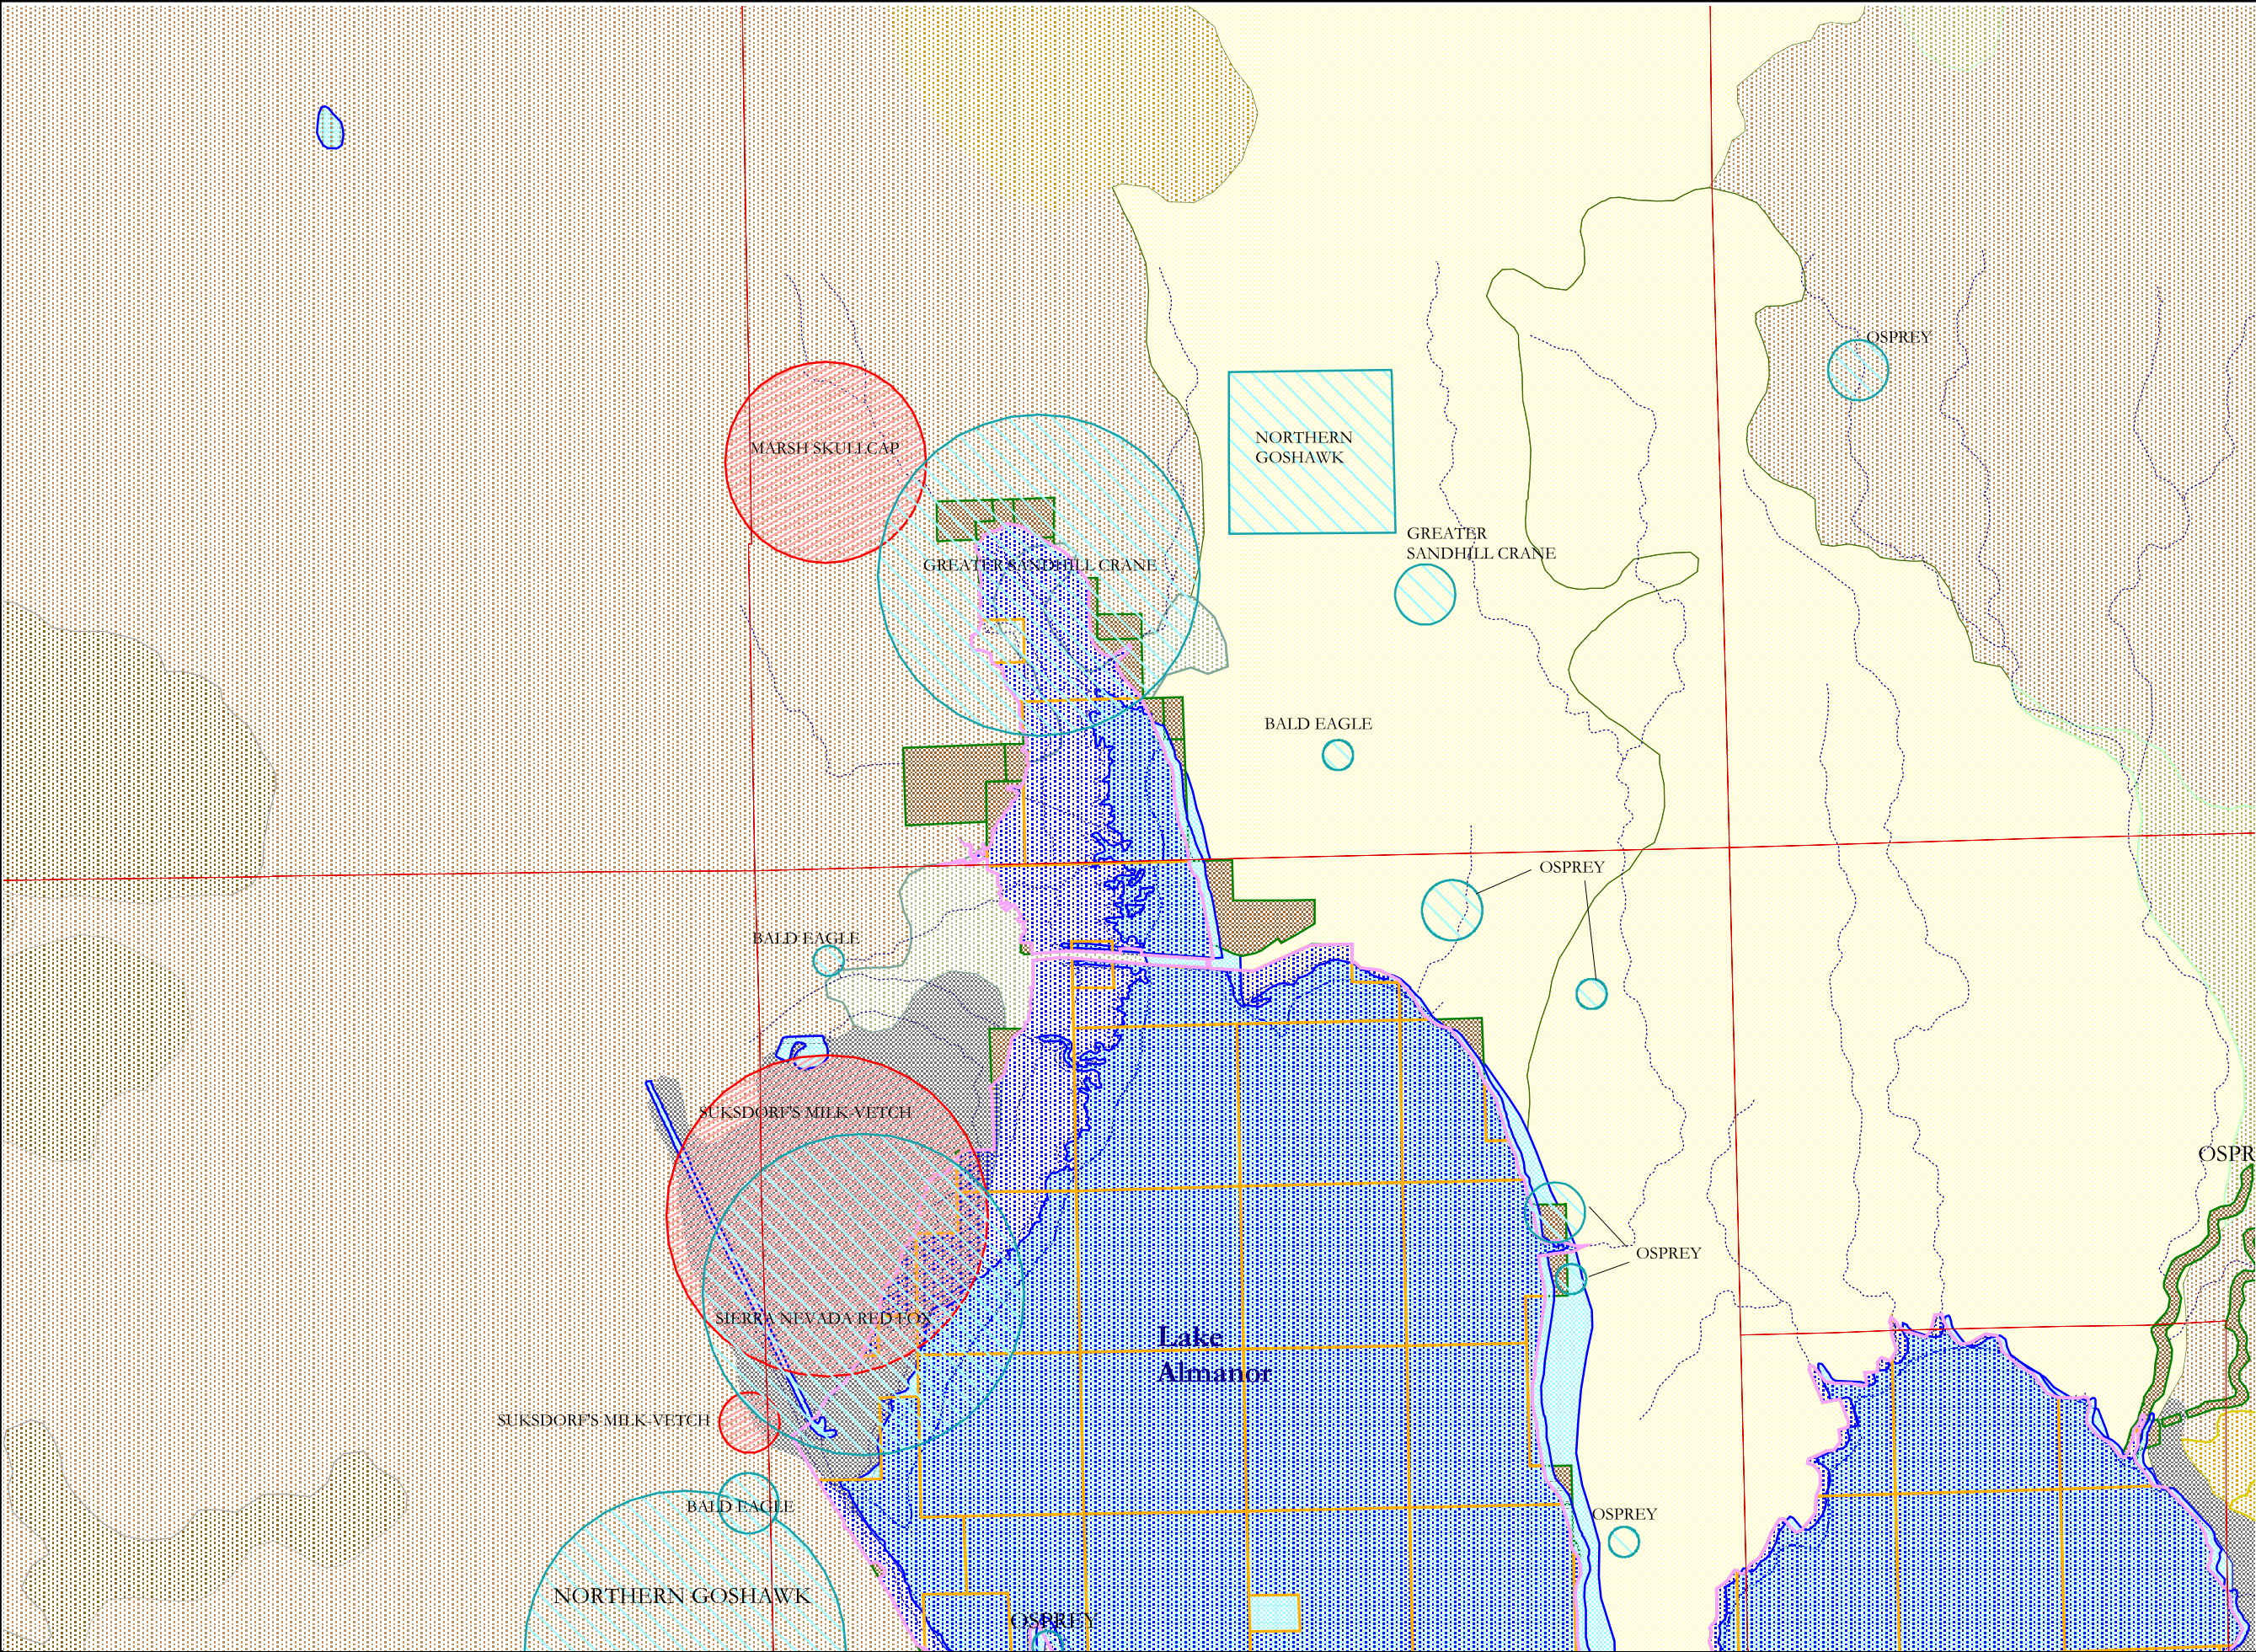 OSPREY
MARSH SKULLCAP
NORTHERN
GOSHAWK
GREATER
SANDHILL CRANE
GREATER SANDHILL CRANE
BALD EAGLE
OSPREY
BALD EAGLE
SUKSDORF'S MILK-VETCH
OSPR
OSPREY
SIERRA NEVADA RED FOX
Lake
Almanor
SUKSDORF'S MILK-VETCH
BALD EAGLE
OSPREY
NORTHERN GOSHAWK
OSPREY